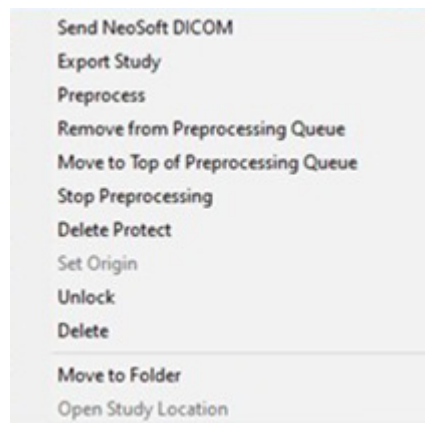 Send NeoSoft DICOM
Export Study
Preprocess
Remove from Preprocessing Queue
Move to Top of Preprocessing Queue
Stop Preprocessing
Delete Protect
Set Origin
Unlock
Delete
Move to Folder
Open Study Location